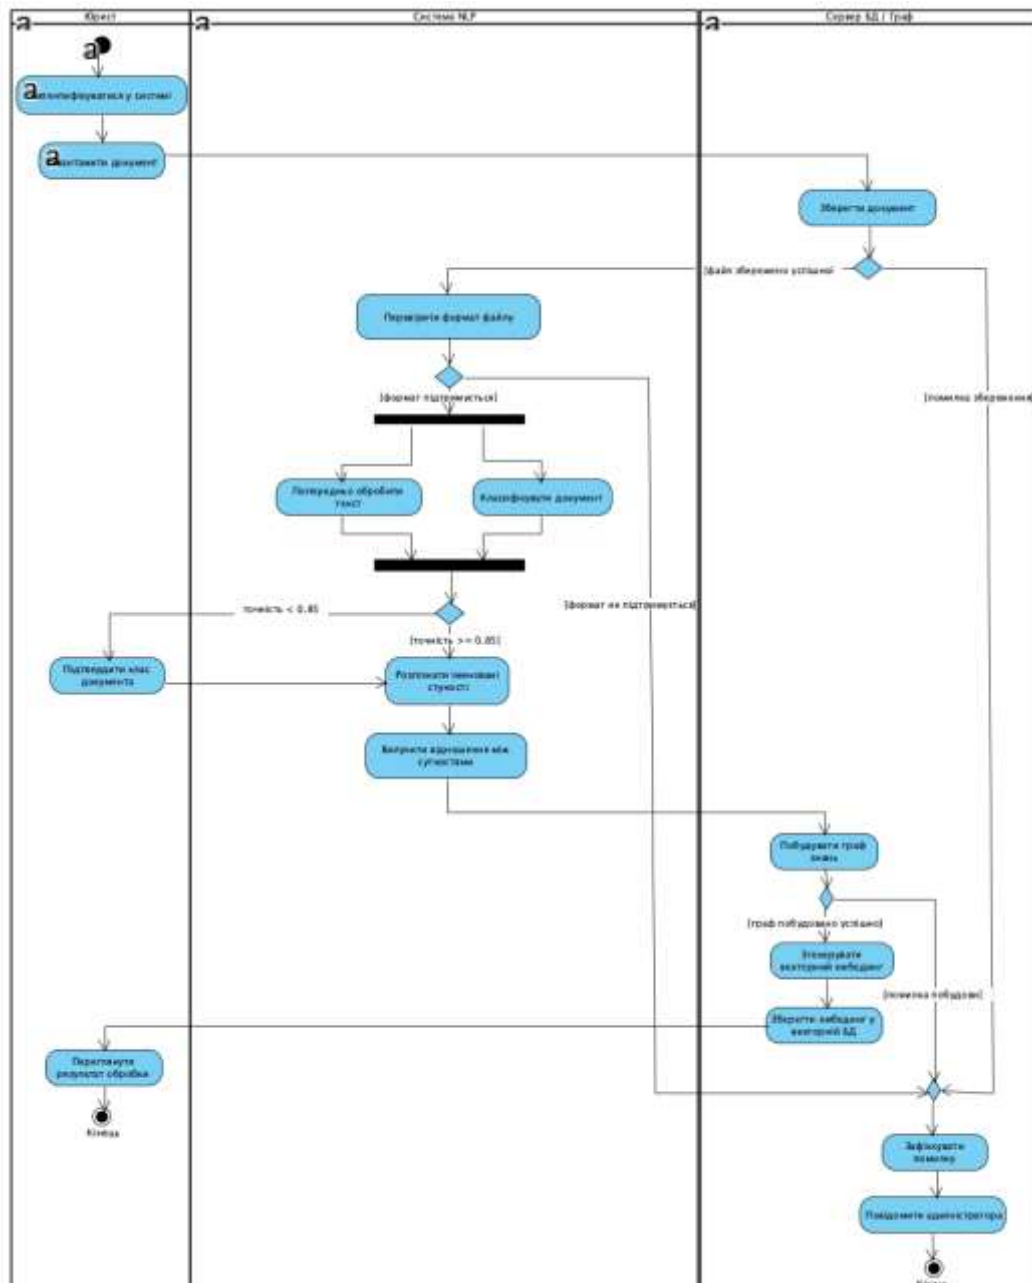 a Юрист
a Система NLP
a Сервер БД / Граф
a
a у системі
a документ
Зберегти документ
[файл збережено успішно]
Перевірити формат файлу
[формат підтримується]
[помилка збереження]
Попередньо обробити
текст
Класифікувати документ
[формат не підтримується]
точність < 0.85
[точність >= 0.85]
Підтвердити клас
документа
Розпізнати іменовані
Вилучити відношення між
сутностями
Побудувати граф
знань
[граф побудовано успішно]
Згенерувати
векторний ембединг
[помилка побудови]
Зберегти ембединг у
векторній БД
Переглянути
результат обробки
Кінець
Зафіксувати
помилку
Повідомити адміністратора